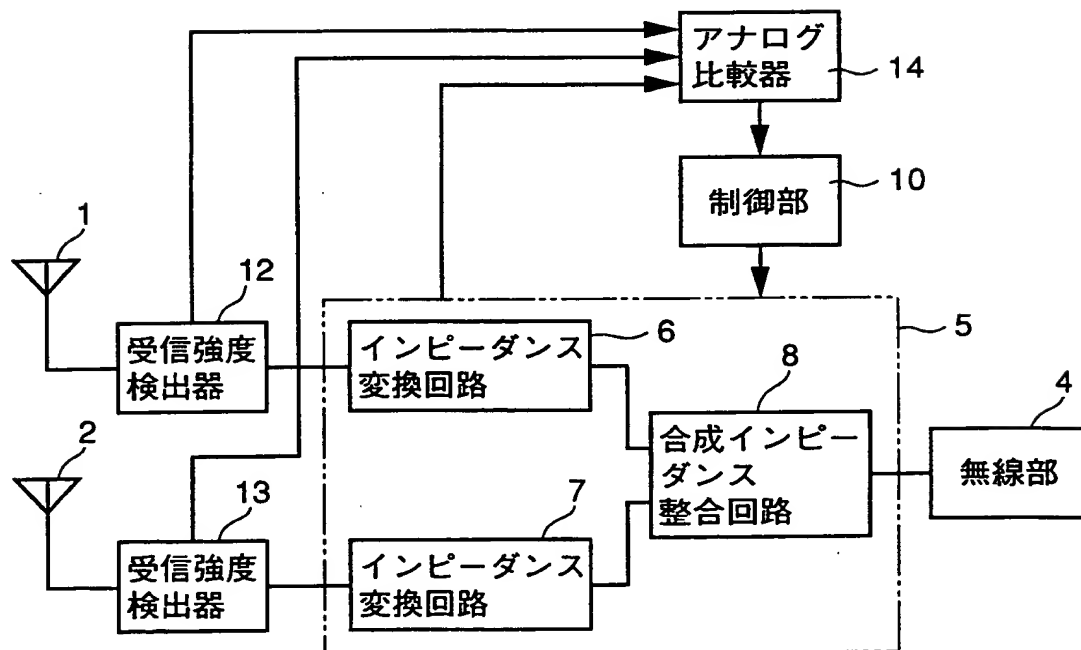 アナログ
比較器
14
制御部
10
1
12
受信強度
検出器
インピーダンス
変換回路
6
5
8
合成インピー
ダンス
整合回路
4
無線部
2
13
受信強度
検出器
7
インピーダンス
変換回路